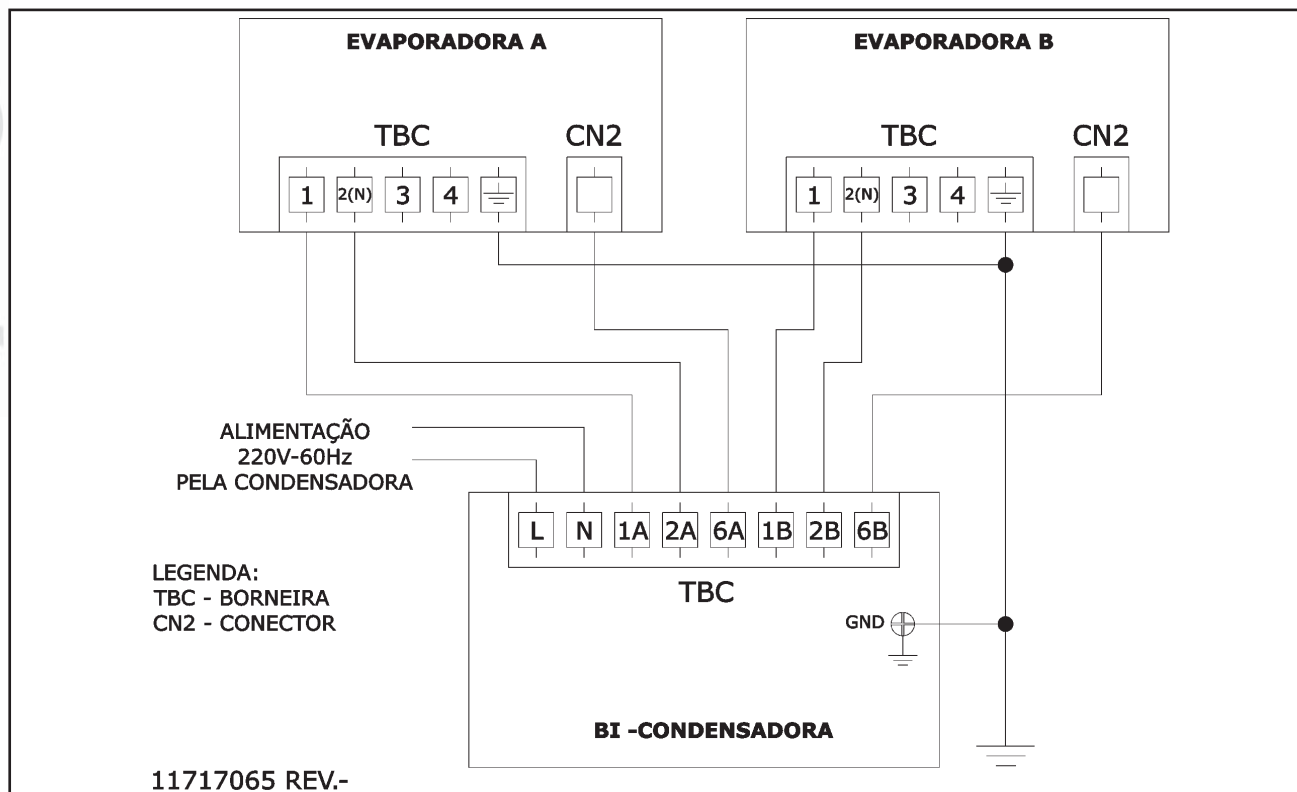 EVAPORADORA A
TBC
CN2
1
2(N)
3
4
EVAPORADORA B
TBC
CN2
1
2(N)
3
4
ALIMENTAÇÃO
220V-60Hz
PELA CONDENSADORA
L
N
1A
2A
6A
1B
2B
6B
TBC
LEGENDA:
TBC - BORNEIRA
CN2 - CONECTOR
GND
BI -CONDENSADORA
11717065 REV.-